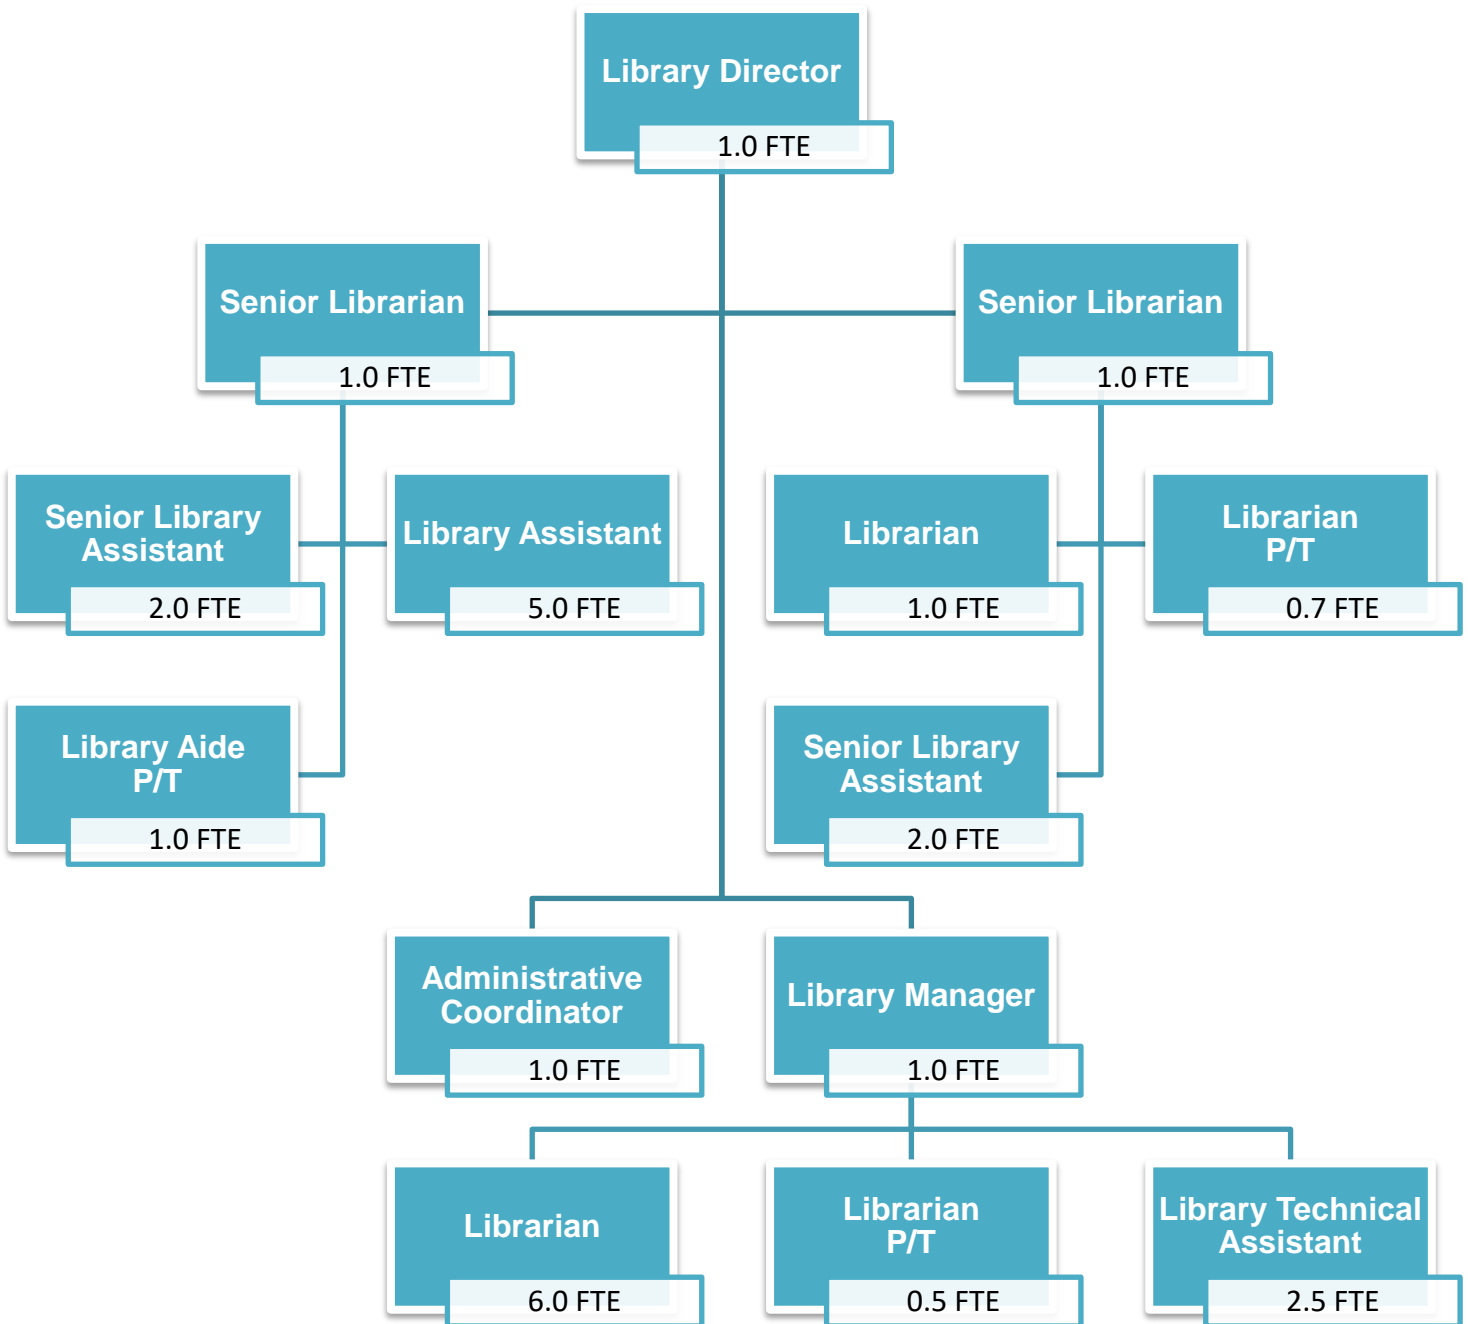 Library Director
1.0 FTE
Senior Librarian
1.0 FTE
Senior Librarian
1.0 FTE
Senior Library
Assistant
2.0 FTE
Library Assistant
5.0 FTE
Librarian
1.0 FTE
Librarian
P/T
0.7 FTE
Library Aide
P/T
1.0 FTE
Senior Library
Assistant
2.0 FTE
Administrative
Coordinator
1.0 FTE
Library Manager
1.0 FTE
Librarian
6.0 FTE
Librarian
P/T
0.5 FTE
Library Technical
Assistant
2.5 FTE